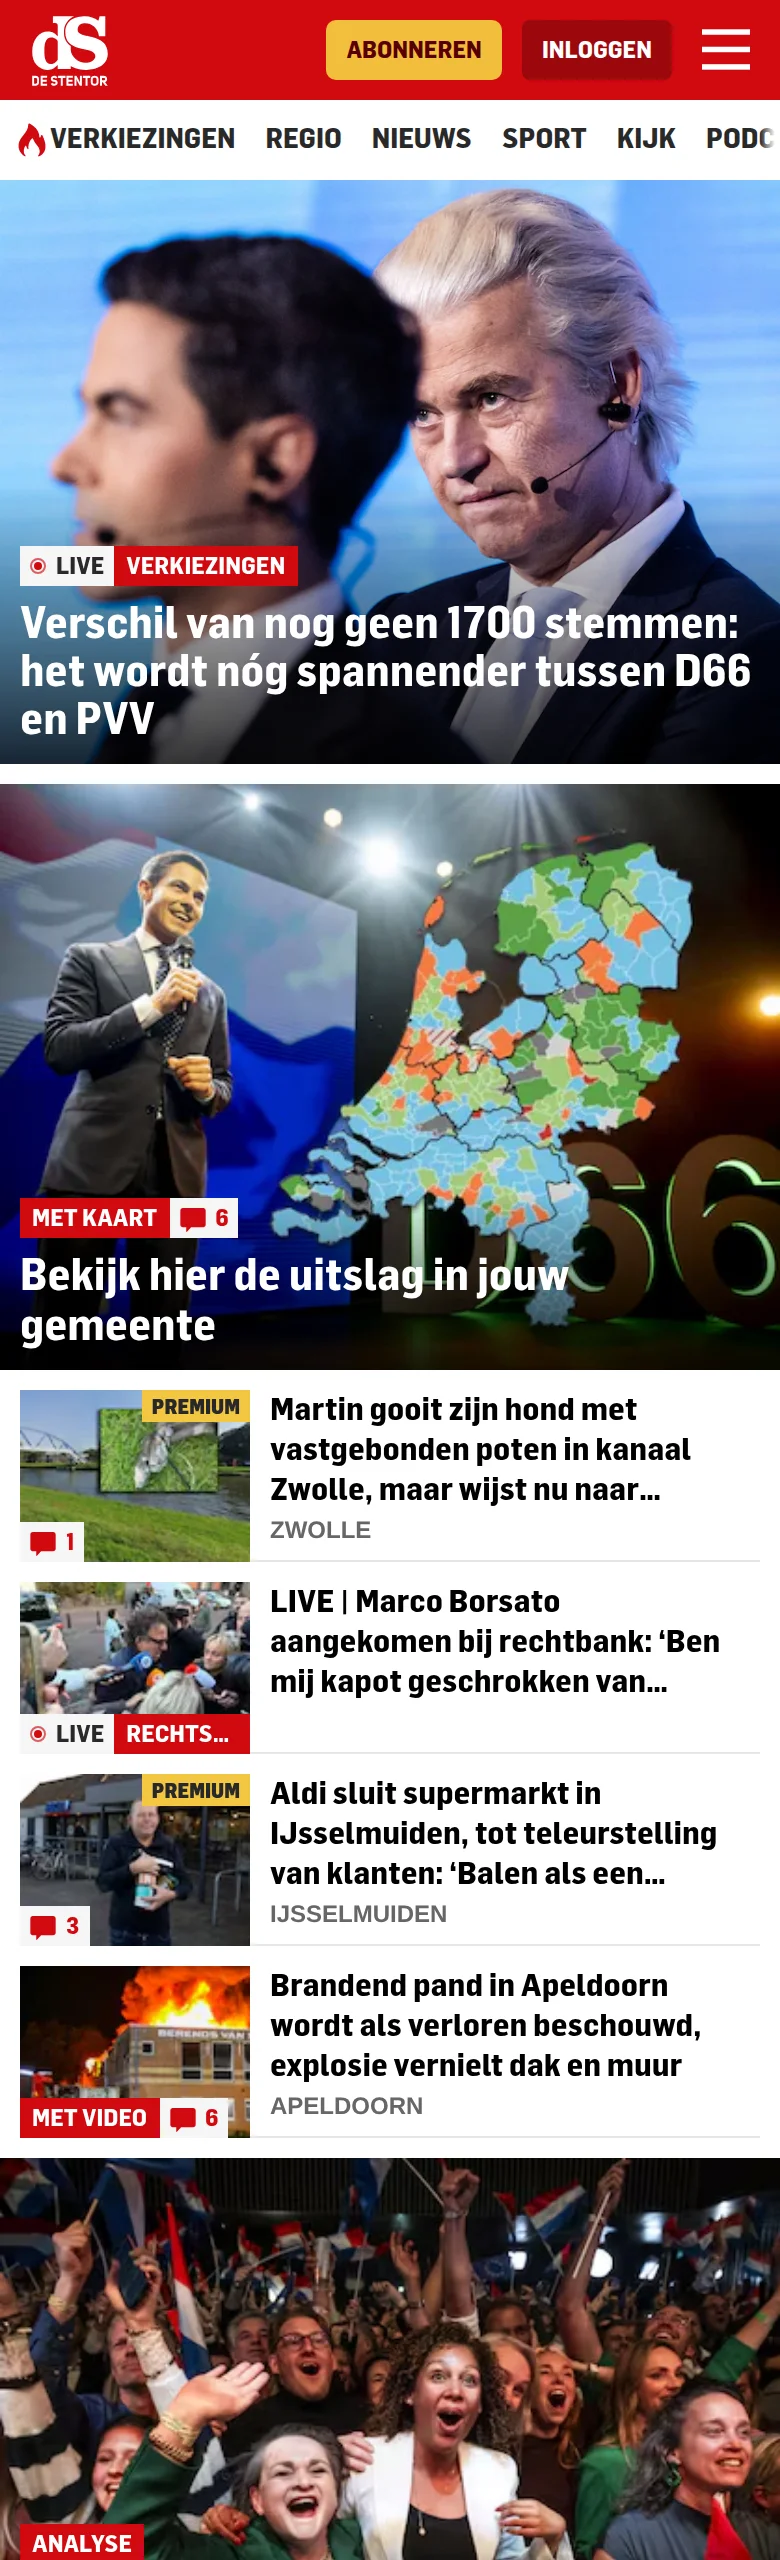 dS
DE STENTOR
ABONNEREN
INLOGGEN
VERKIEZINGEN REGIO NIEUWS SPORT KIJK PODC
LIVE VERKIEZINGEN
Verschil van nog geen 1700 stemmen:
het wordt nóg spannender tussen D66
en PVV
D66
MET KAART 6
Bekijk hier de uitslag in jouw
gemeente
PREMIUM
1
Martin gooit zijn hond met
vastgebonden poten in kanaal
Zwolle, maar wijst nu naar...
ZWOLLE
LIVE RECHTS...
LIVE | Marco Borsato
aangekomen bij rechtbank: ‘Ben
mij kapot geschrokken van...
PREMIUM
3
Aldi sluit supermarkt in
IJsselmuiden, tot teleurstelling
van klanten: ‘Balen als een...
IJSSELMUIDEN
BERENDS VAN
MET VIDEO 6
Brandend pand in Apeldoorn
wordt als verloren beschouwd,
explosie vernielt dak en muur
APELDOORN
ANALYSE